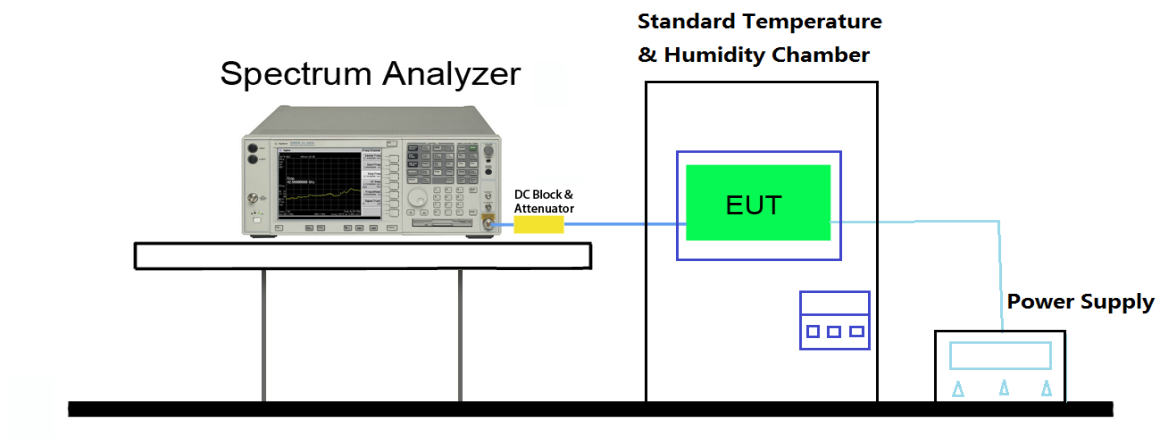 Standard Temperature
& Humidity Chamber
Spectrum Analyzer
DC Block &
Attenuator
EUT
Power Supply